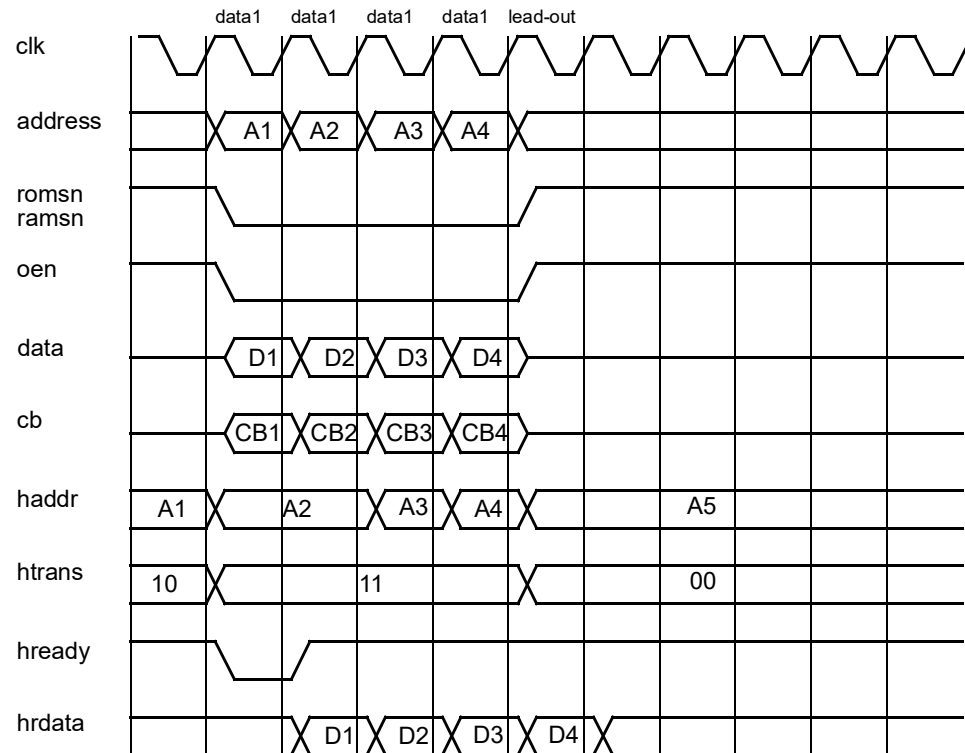 data1 data1 data1 data1 lead-out
clk
address A1 A2 A3 A4
romsn
ramsn
oen
data D1 D2 D3 D4
cb CB1 CB2 CB3 CB4
haddr A1 A2 A3 A4 A5
htrans 10 11 00
hready
hrdata D1 D2 D3 D4